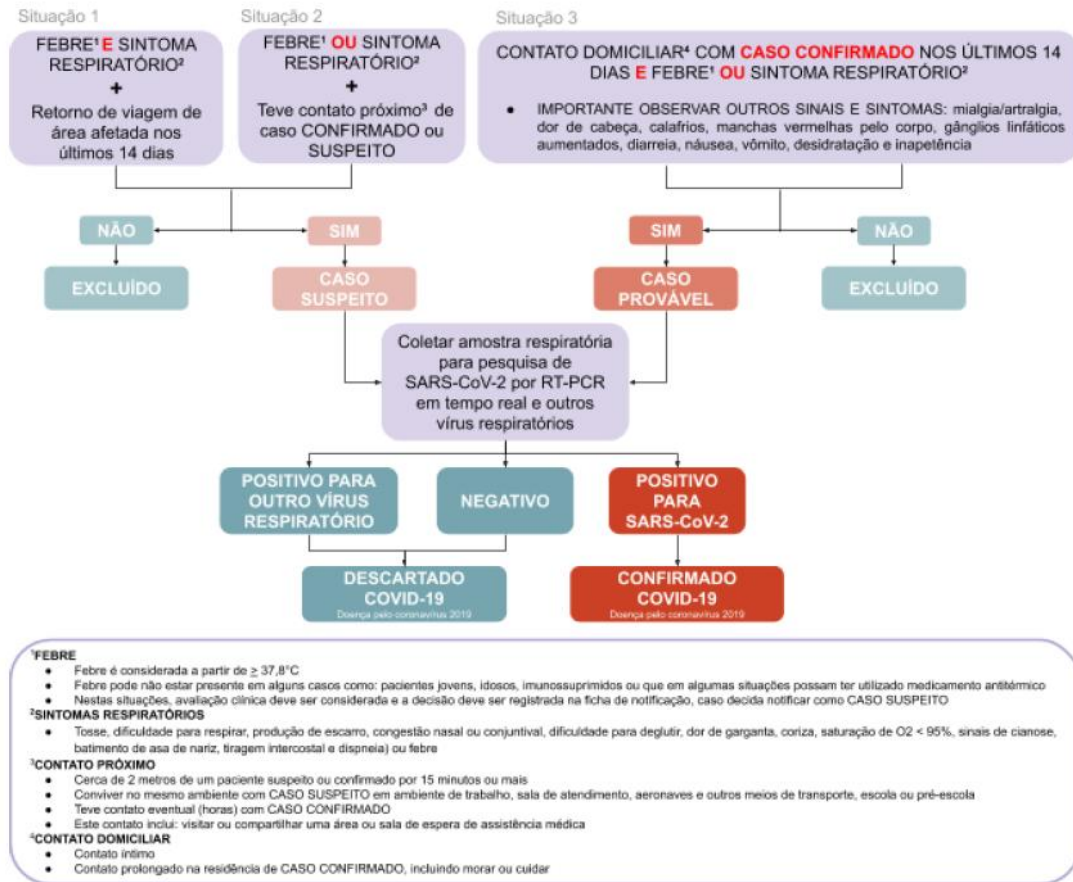 Situação 1
FEBRE¹ E SINTOMA
RESPIRATÓRIO²
+
Retorno de viagem de
área afetada nos
últimos 14 dias
Situação 2
FEBRE¹ OU SINTOMA
RESPIRATÓRIO²
+
Teve contato próximo³ de
caso CONFIRMADO ou
SUSPEITO
Situação 3
CONTATO DOMICILIAR⁴ COM CASO CONFIRMADO NOS ÚLTIMOS 14
DIAS E FEBRE¹ OU SINTOMA RESPIRATÓRIO²
● IMPORTANTE OBSERVAR OUTROS SINAIS E SINTOMAS: mialgia/artralgia,
dor de cabeça, calafrios, manchas vermelhas pelo corpo, gânglios linfáticos
aumentados, diarreia, náusea, vômito, desidratação e inapetência
NÃO
SIM
SIM
NÃO
EXCLUÍDO
CASO
SUSPEITO
CASO
PROVÁVEL
EXCLUÍDO
Coletar amostra respiratória
para pesquisa de
SARS-CoV-2 por RT-PCR
em tempo real e outros
vírus respiratórios
POSITIVO PARA
OUTRO VÍRUS
RESPIRATÓRIO
NEGATIVO
POSITIVO
PARA
SARS-CoV-2
DESCARTADO
COVID-19
Doença pelo coronavírus 2019
CONFIRMADO
COVID-19
Doença pelo coronavírus 2019
¹FEBRE
● Febre é considerada a partir de ≥ 37,8°C
● Febre pode não estar presente em alguns casos como: pacientes jovens, idosos, imunossuprimidos ou que em algumas situações possam ter utilizado medicamento antitérmico
● Nestas situações, avaliação clínica deve ser considerada e a decisão deve ser registrada na ficha de notificação, caso decida notificar como CASO SUSPEITO
²SINTOMAS RESPIRATÓRIOS
● Tosse, dificuldade para respirar, produção de escarro, congestão nasal ou conjuntival, dificuldade para deglutir, dor de garganta, coriza, saturação de O2 < 95%, sinais de cianose,
batimento de asa de nariz, tiragem intercostal e dispneia) ou febre
³CONTATO PRÓXIMO
● Cerca de 2 metros de um paciente suspeito ou confirmado por 15 minutos ou mais
● Conviver no mesmo ambiente com CASO SUSPEITO em ambiente de trabalho, sala de atendimento, aeronaves e outros meios de transporte, escola ou pré-escola
● Teve contato eventual (horas) com CASO CONFIRMADO
● Este contato inclui: visitar ou compartilhar uma área ou sala de espera de assistência médica
⁴CONTATO DOMICILIAR
● Contato íntimo
● Contato prolongado na residência de CASO CONFIRMADO, incluindo morar ou cuidar